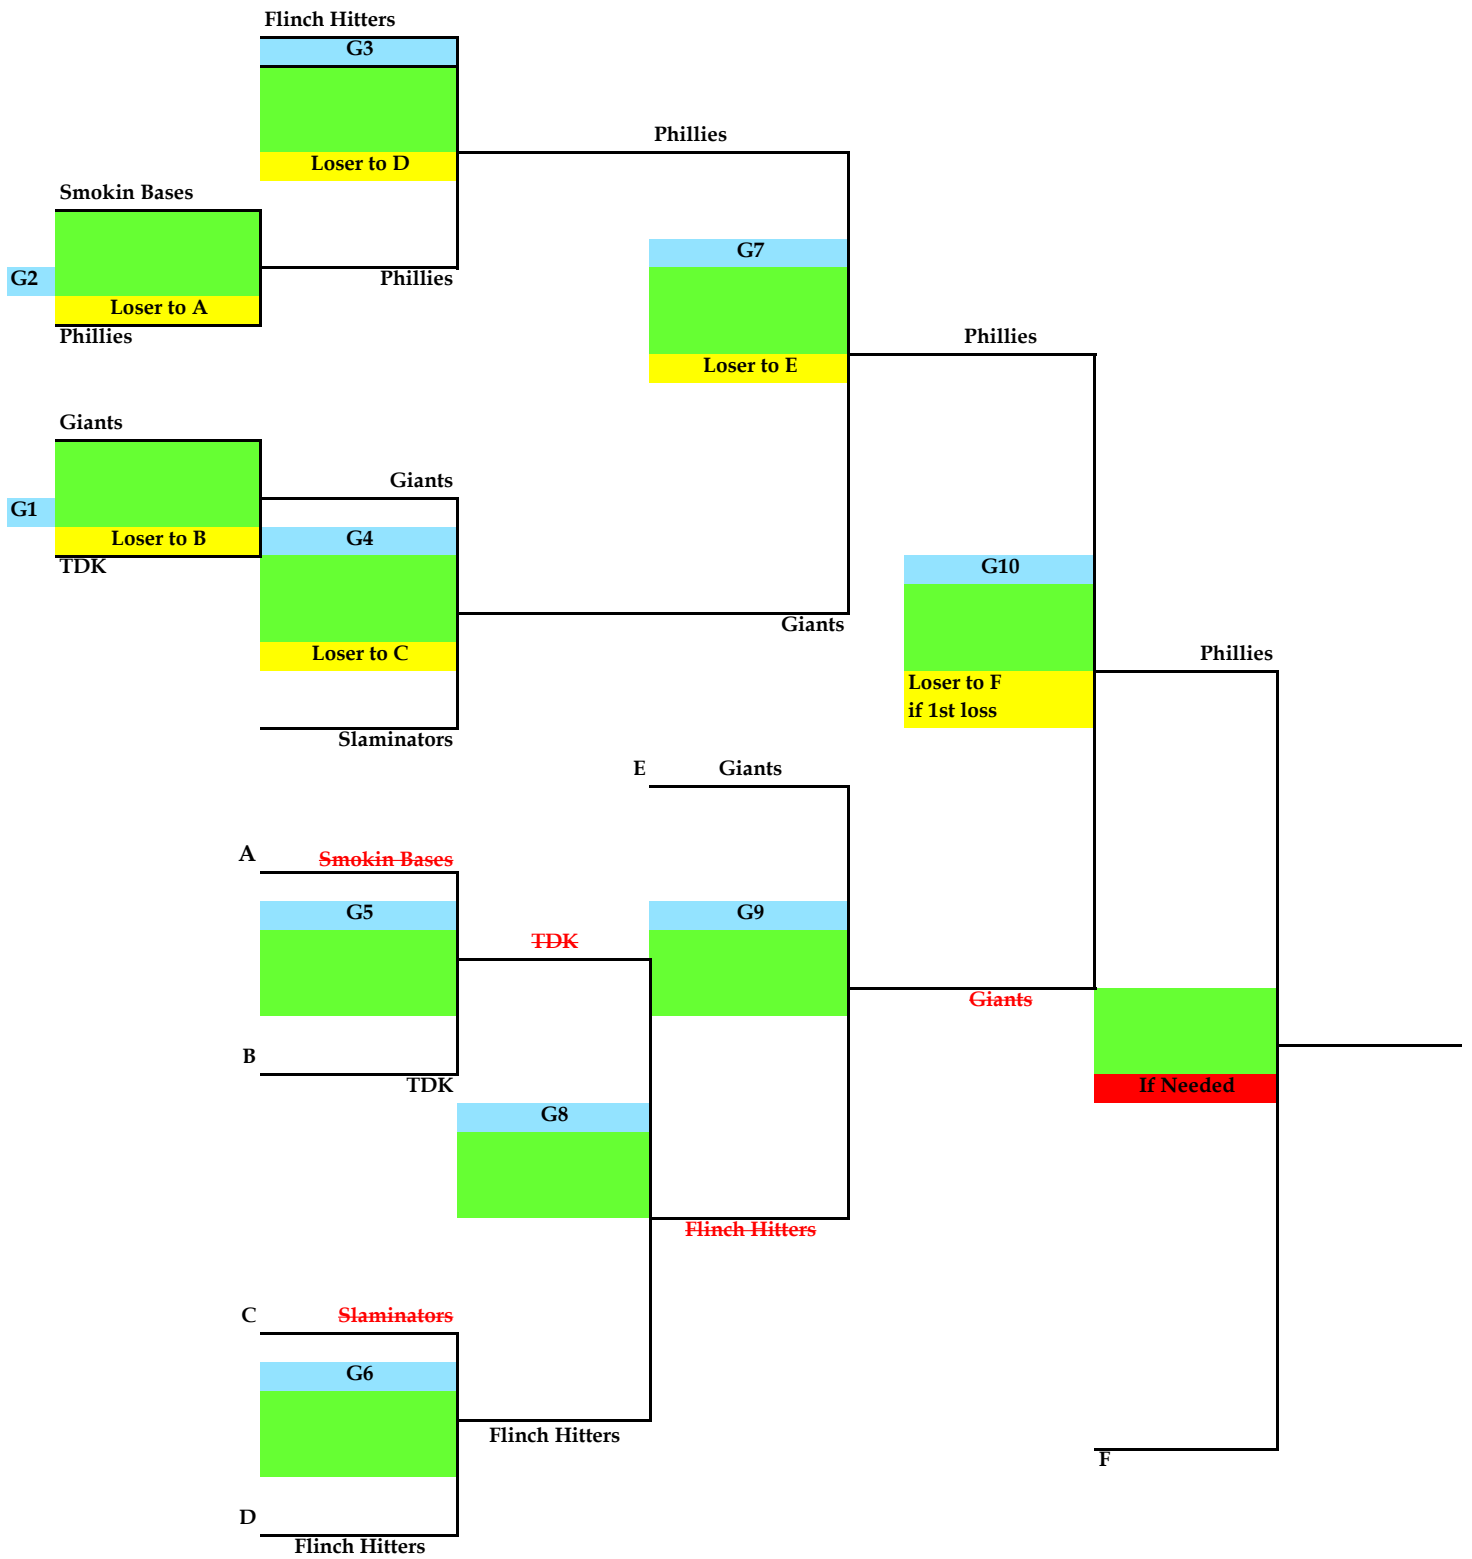 Flinch Hitters
G3
Phillies
Loser to D
Smokin Bases
G7
G2
Phillies
Loser to A
Phillies
Phillies
Loser to E
Giants
Giants
G1
Loser to B
G4
TDK
G10
Giants
Loser to C
Phillies
Loser to F
if 1st loss
Slaminators
E
Giants
A
Smokin Bases
G5
G9
TDK
Giants
B
TDK
If Needed
G8
Flinch Hitters
C
Slaminators
G6
Flinch Hitters
F
D
Flinch Hitters